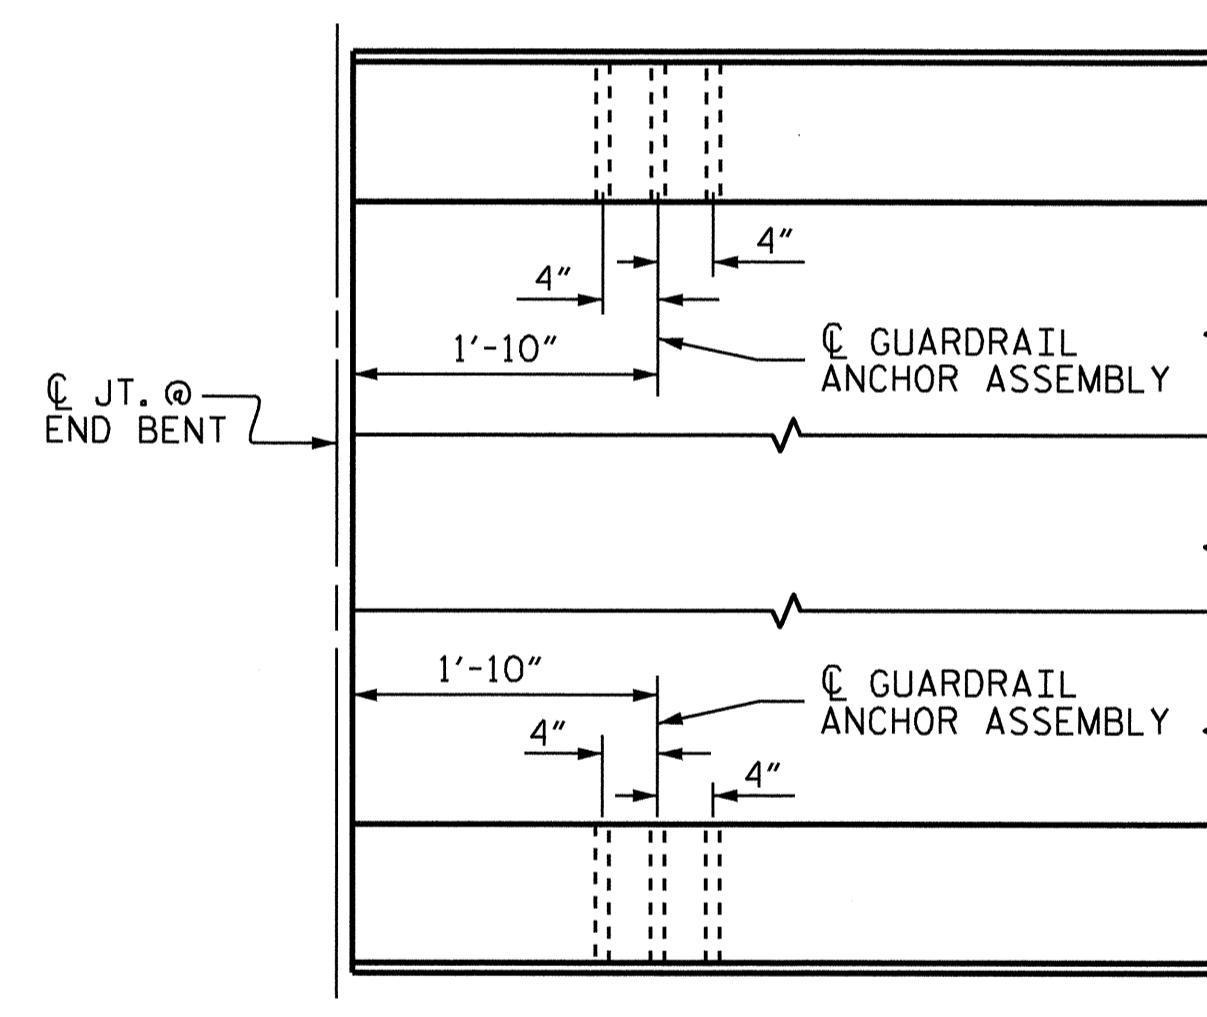 4"
4"
1'-10"
℄ GUARDRAIL
ANCHOR ASSEMBLY
℄ JT. @
END BENT
1'-10"
℄ GUARDRAIL
ANCHOR ASSEMBLY
4"
4"